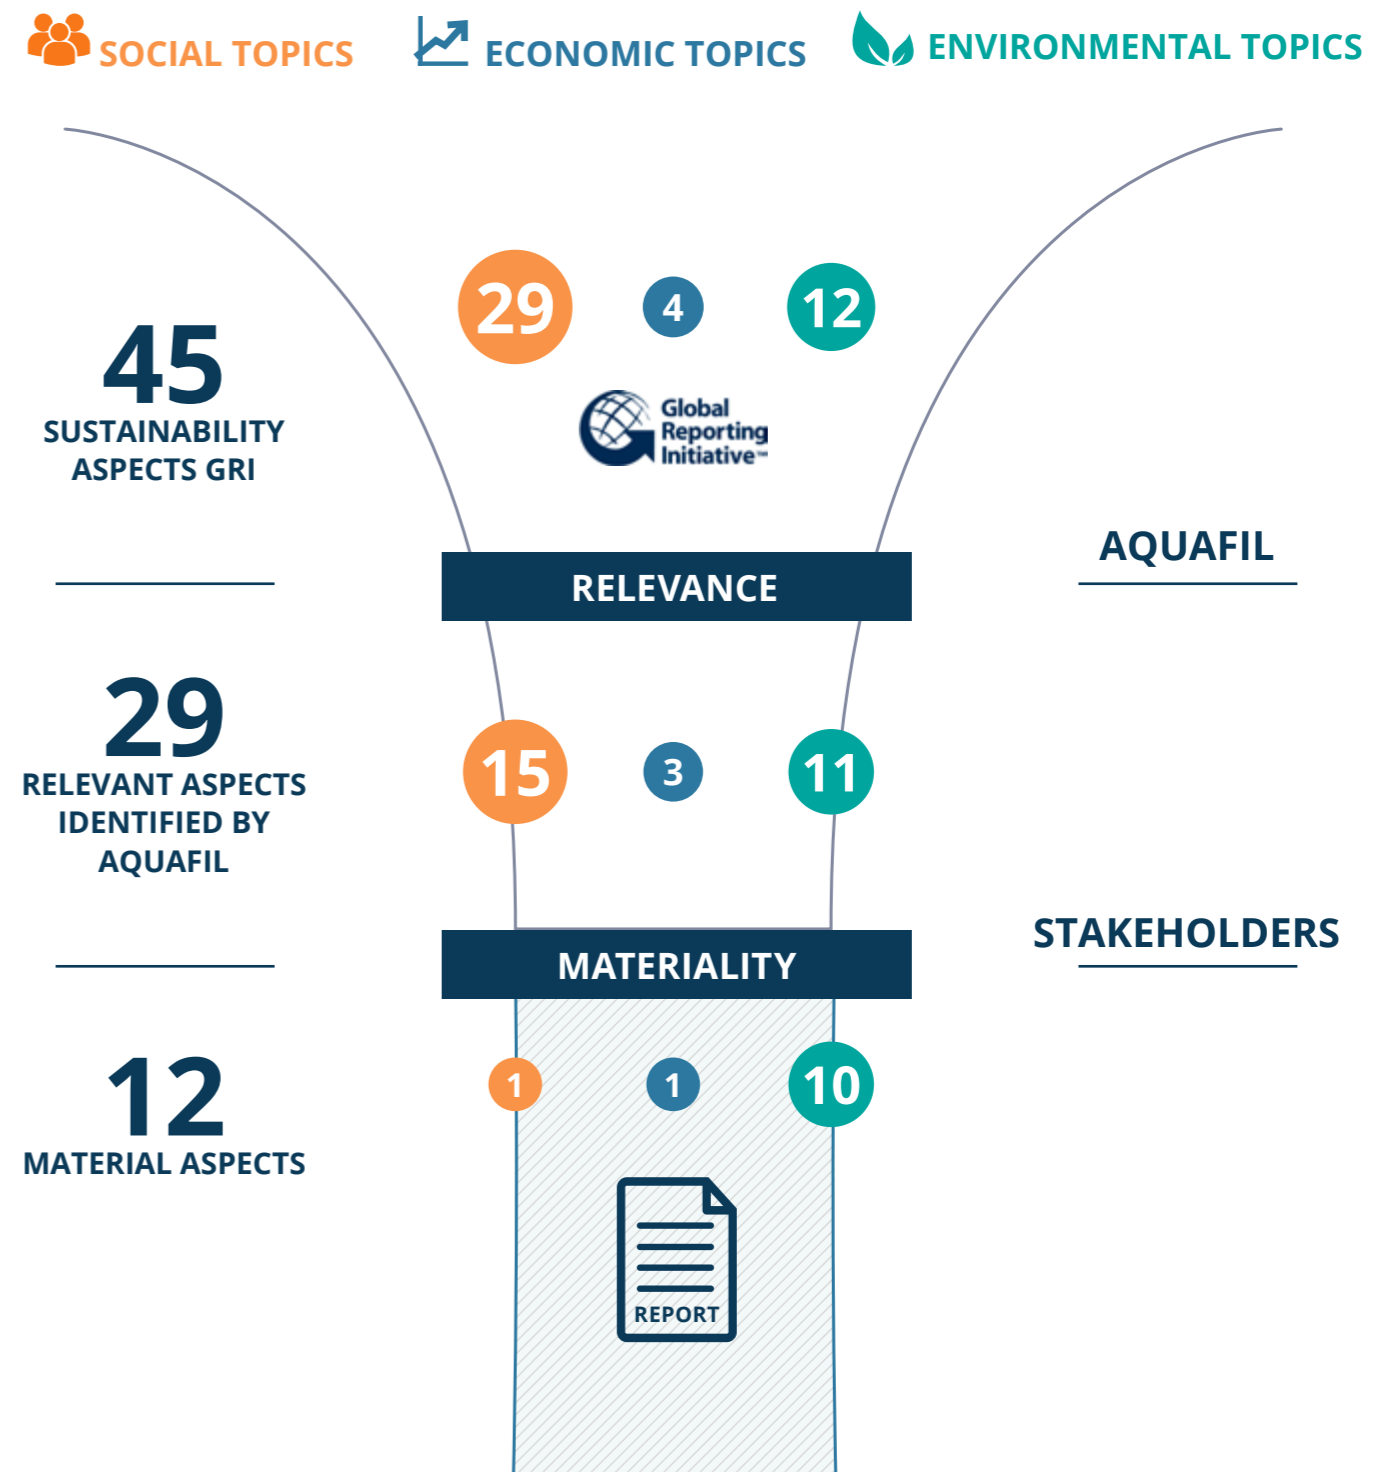 SOCIAL TOPICS
ECONOMIC TOPICS
ENVIRONMENTAL TOPICS
29
4
12
45
SUSTAINABILITY
ASPECTS GRI
Global
Reporting
Initiative™
AQUAFIL
RELEVANCE
29
RELEVANT ASPECTS
IDENTIFIED BY
AQUAFIL
15
3
11
STAKEHOLDERS
MATERIALITY
12
MATERIAL ASPECTS
1
1
10
REPORT